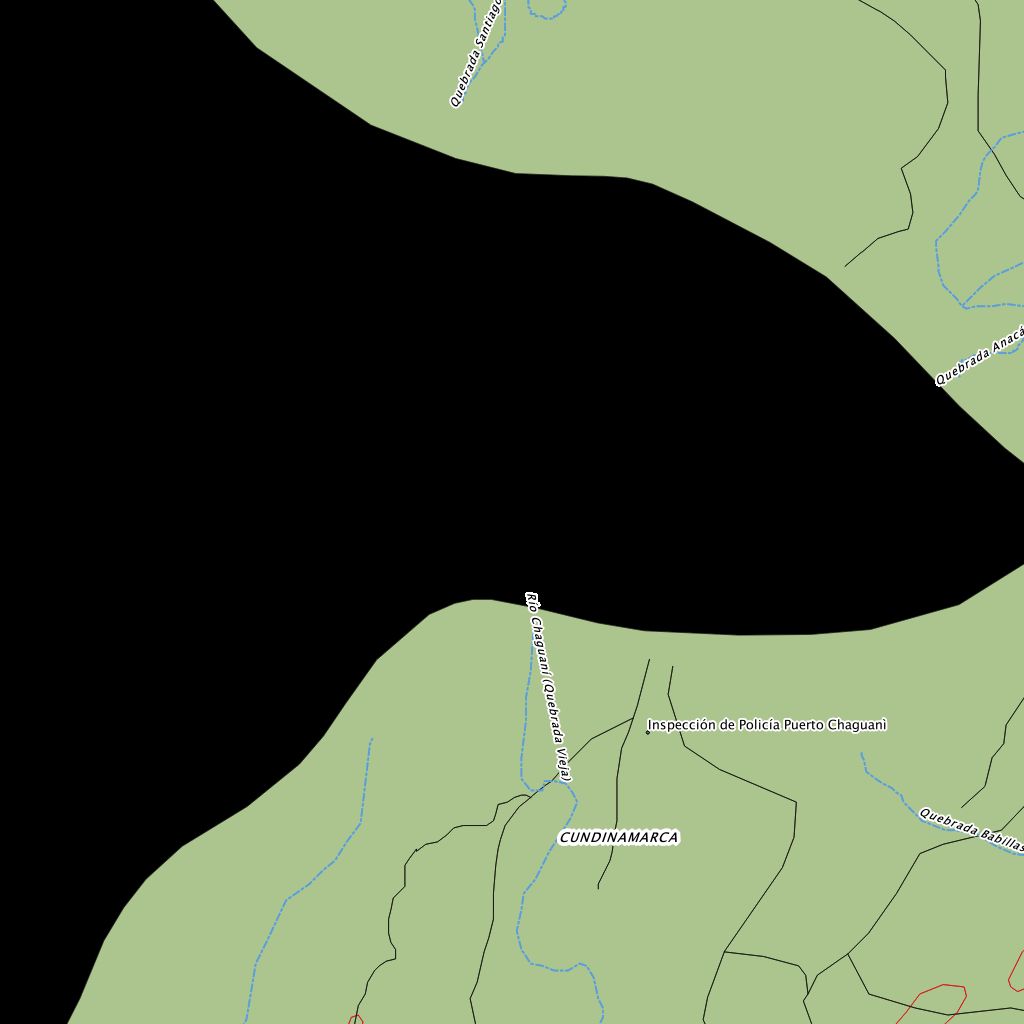 Quebrada Santiago
Quebrada Anacá
Río Chaguaní (Quebrada Vieja)
Inspección de Policía Puerto Chaguaní
Quebrada Babillas
CUNDINAMARCA